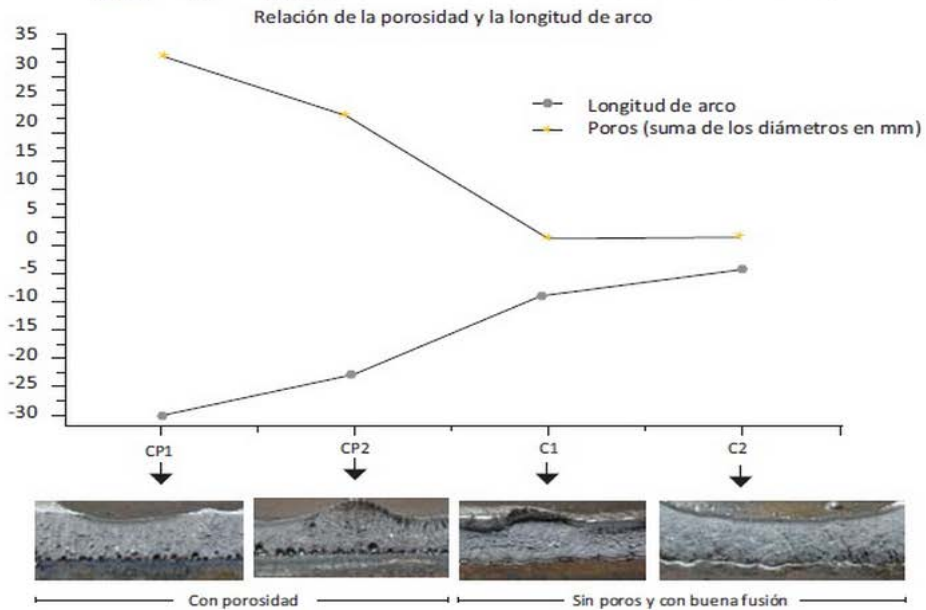 Relación de la porosidad y la longitud de arco
35
30
25
20
15
10
5
0
-5
-10
-15
-20
-25
-30
Longitud de arco
Poros (suma de los diámetros en mm)
CP1
CP2
C1
C2
Con porosidad
Sin poros y con buena fusión